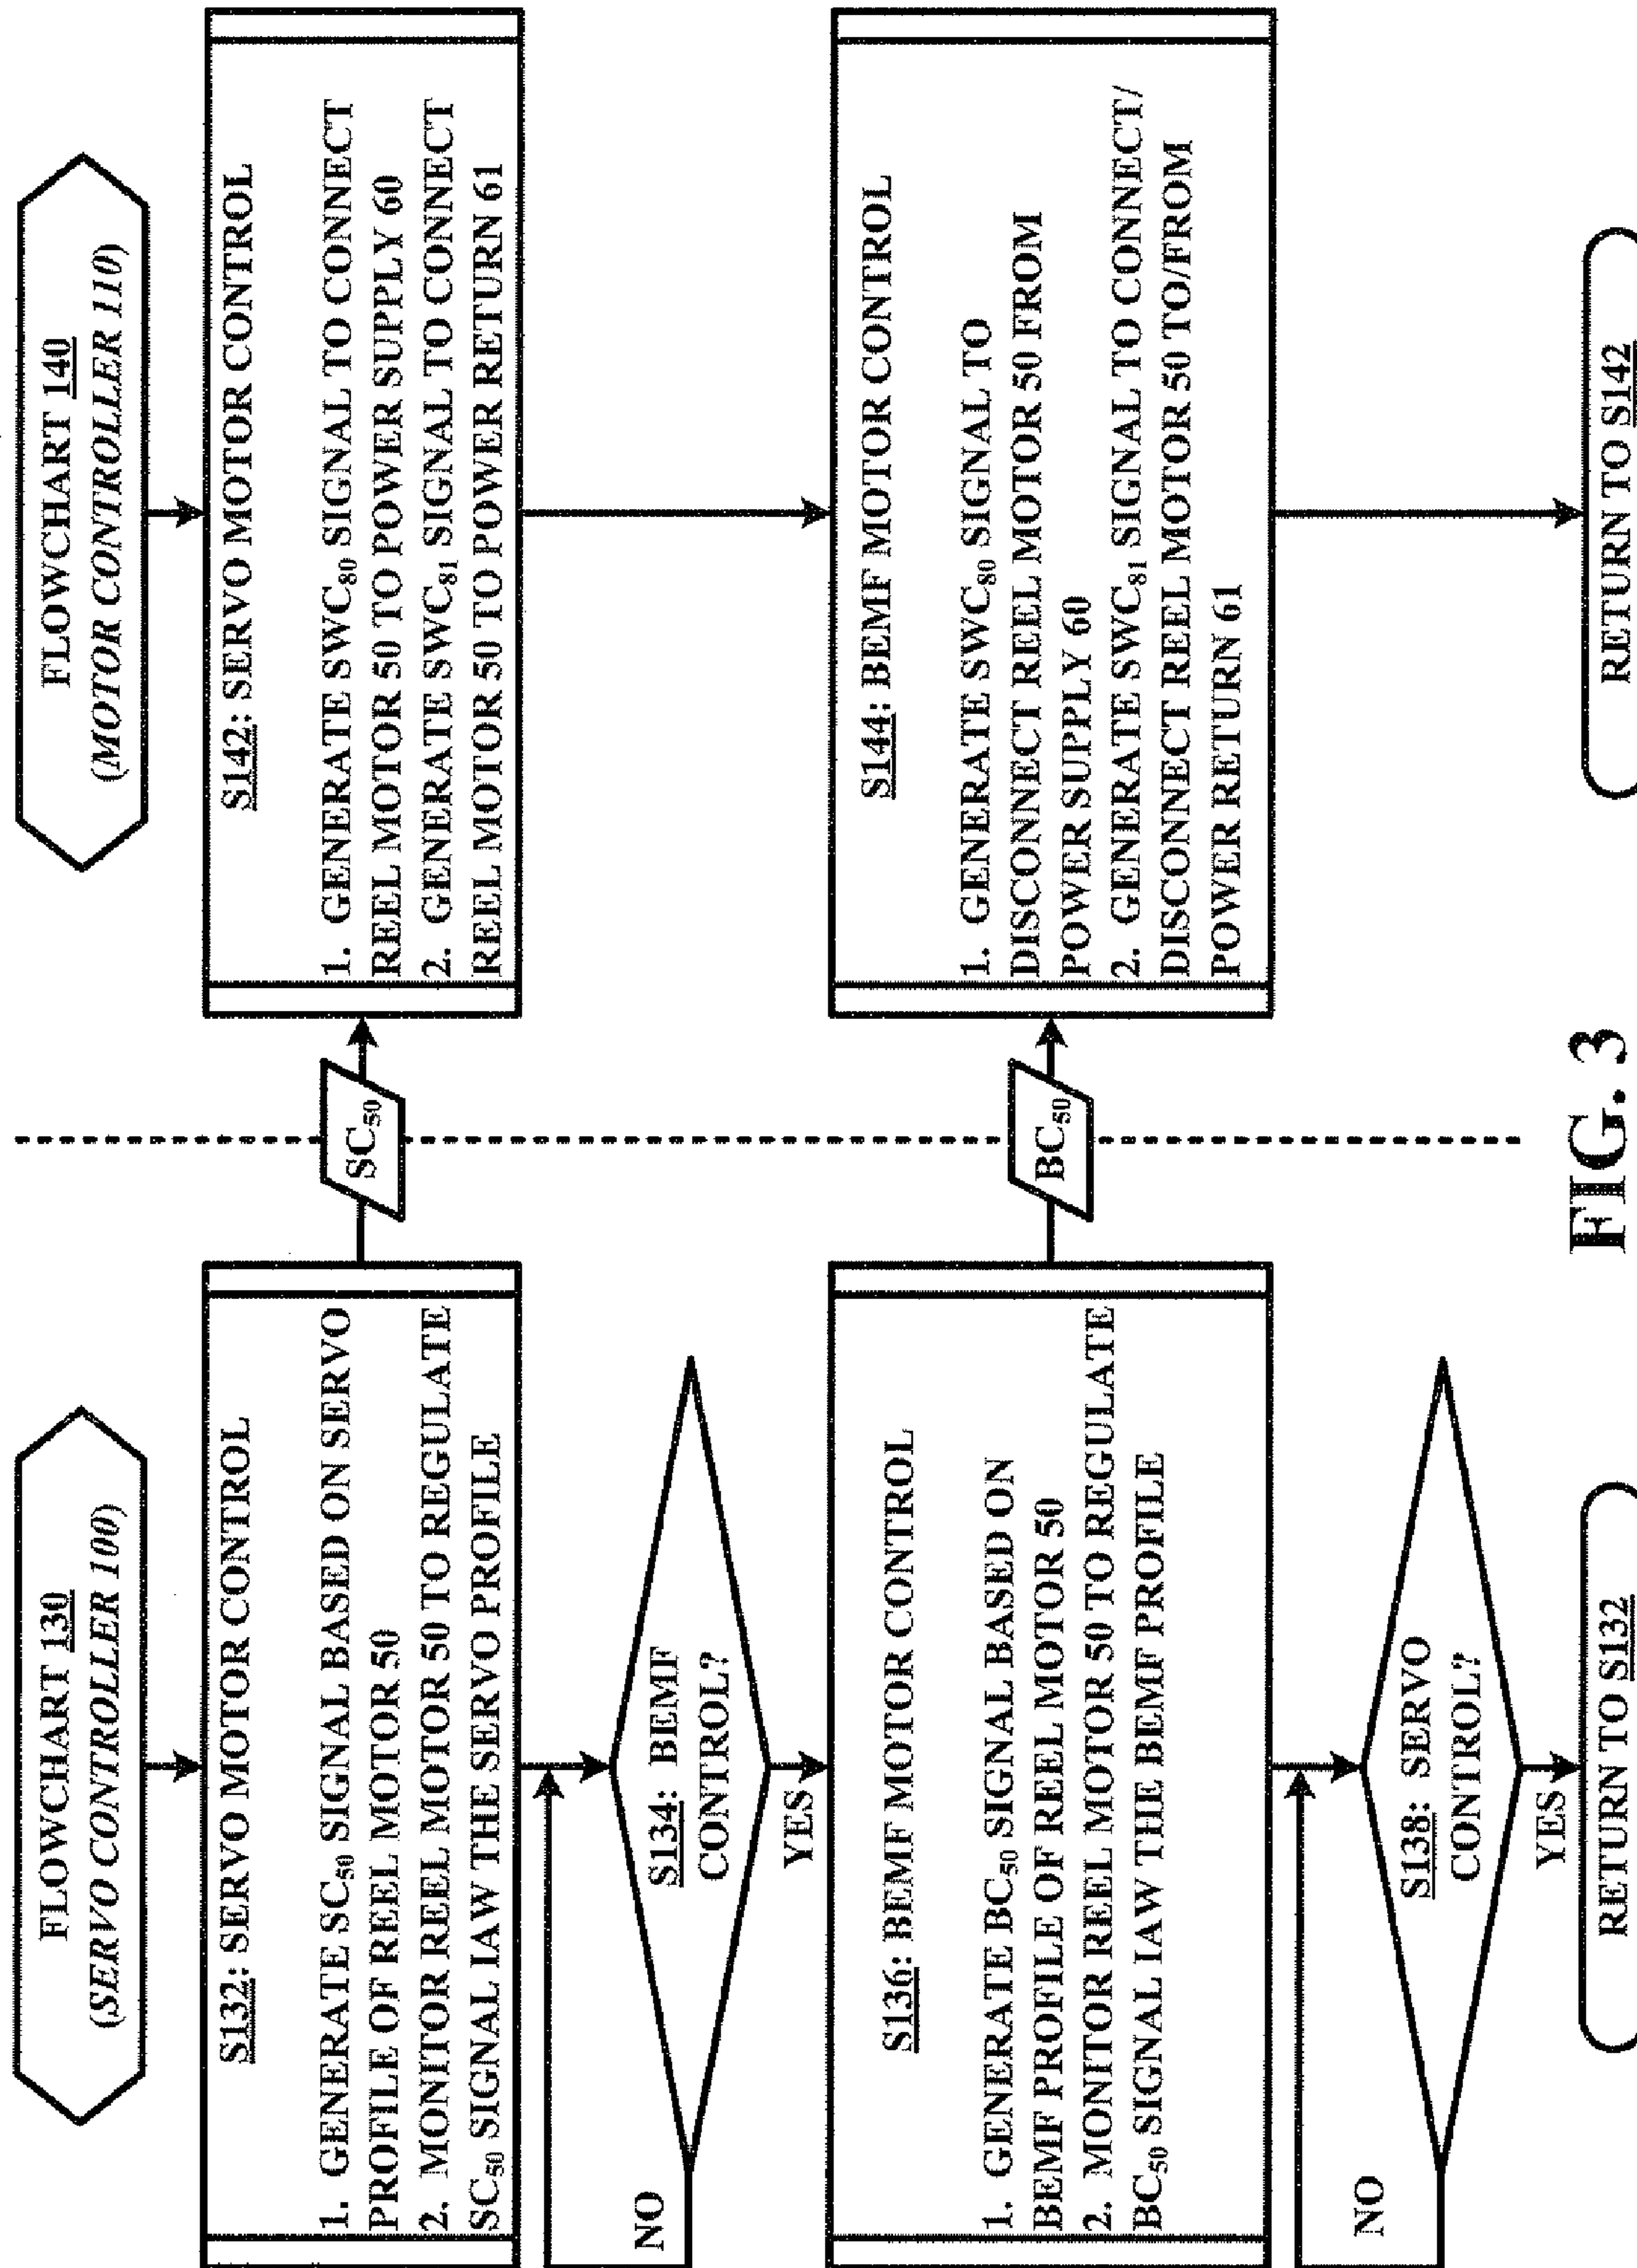 FLOWCHART 130
(SERVO CONTROLLER 100)
S132: SERVO MOTOR CONTROL
1. GENERATE SC50 SIGNAL BASED ON SERVO
PROFILE OF REEL MOTOR 50
2. MONITOR REEL MOTOR 50 TO REGULATE
SC50 SIGNAL IAW THE SERVO PROFILE
SC50
S134: BEMF
CONTROL?
NO
YES
S136: BEMF MOTOR CONTROL
1. GENERATE BC50 SIGNAL BASED ON
BEMF PROFILE OF REEL MOTOR 50
2. MONITOR REEL MOTOR 50 TO REGULATE
BC50 SIGNAL IAW THE BEMF PROFILE
BC50
S138: SERVO
CONTROL?
NO
YES
RETURN TO S132
FLOWCHART 140
(MOTOR CONTROLLER 110)
S142: SERVO MOTOR CONTROL
1. GENERATE SWC80 SIGNAL TO CONNECT
REEL MOTOR 50 TO POWER SUPPLY 60
2. GENERATE SWC81 SIGNAL TO CONNECT
REEL MOTOR 50 TO POWER RETURN 61
S144: BEMF MOTOR CONTROL
1. GENERATE SWC80 SIGNAL TO
DISCONNECT REEL MOTOR 50 FROM
POWER SUPPLY 60
2. GENERATE SWC81 SIGNAL TO CONNECT/
DISCONNECT REEL MOTOR 50 TO/FROM
POWER RETURN 61
RETURN TO S142
FIG. 3